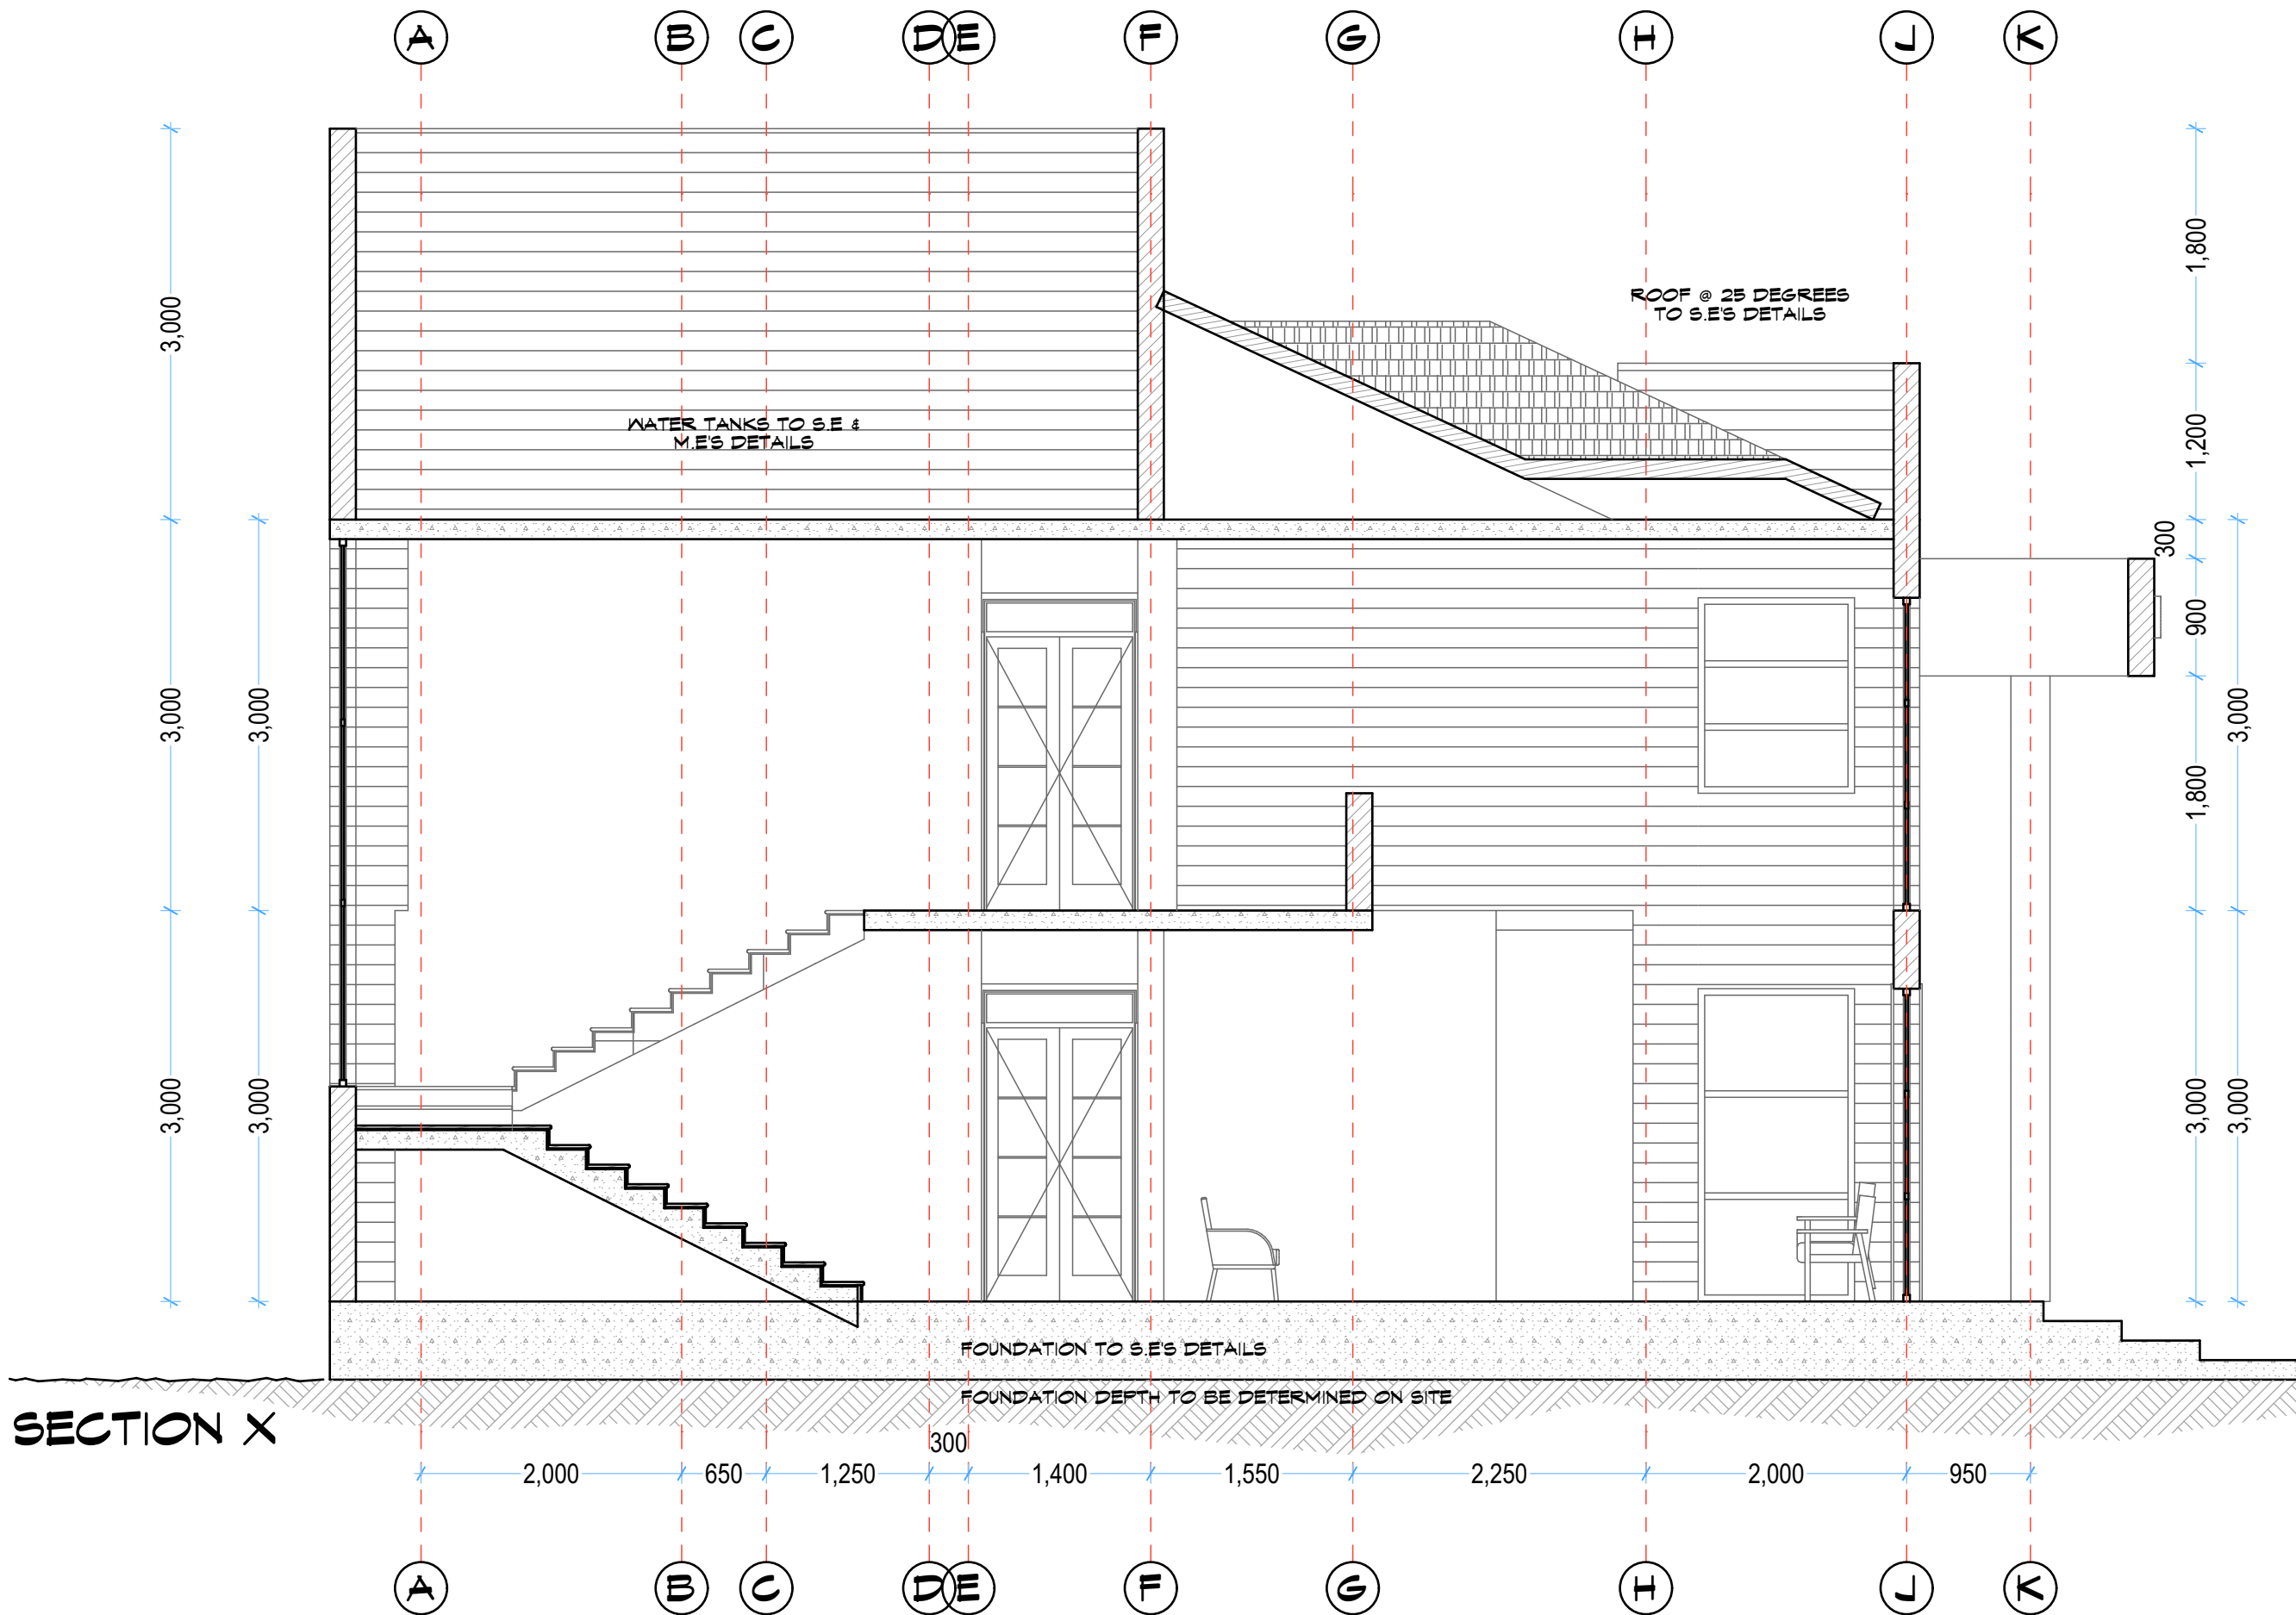 A B C D E F G H J K
ROOF @ 25 DEGREES
TO S.E'S DETAILS
WATER TANKS TO S.E &
M.E'S DETAILS
3,000
3,000
3,000
3,000
3,000
1,800
1,200
300
900
1,800
3,000
3,000
3,000
FOUNDATION TO S.E'S DETAILS
FOUNDATION DEPTH TO BE DETERMINED ON SITE
SECTION X
300
2,000 650 1,250 1,400 1,550 2,250 2,000 950
A B C D E F G H J K